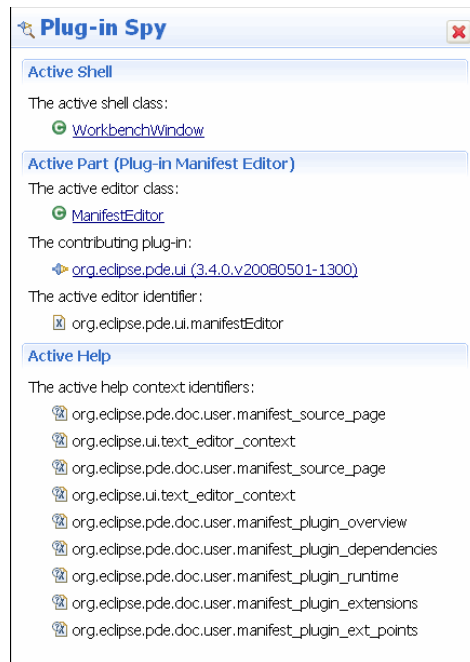 Plug-in Spy
Active Shell
The active shell class:
WorkbenchWindow
Active Part (Plug-in Manifest Editor)
The active editor class:
ManifestEditor
The contributing plug-in:
org.eclipse.pde.ui (3.4.0.v20080501-1300)
The active editor identifier:
org.eclipse.pde.ui.manifestEditor
Active Help
The active help context identifiers:
org.eclipse.pde.doc.user.manifest_source_page
org.eclipse.ui.text_editor_context
org.eclipse.pde.doc.user.manifest_source_page
org.eclipse.ui.text_editor_context
org.eclipse.pde.doc.user.manifest_plugin_overview
org.eclipse.pde.doc.user.manifest_plugin_dependencies
org.eclipse.pde.doc.user.manifest_plugin_runtime
org.eclipse.pde.doc.user.manifest_plugin_extensions
org.eclipse.pde.doc.user.manifest_plugin_ext_points